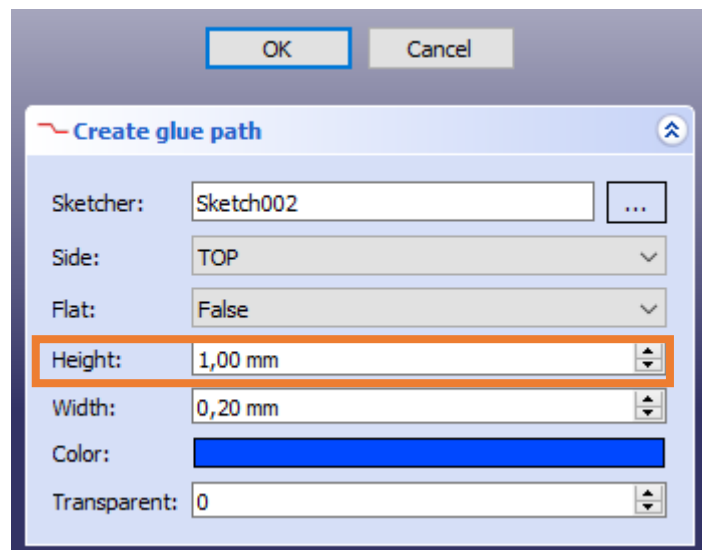 OK Cancel
Create glue path
Sketcher: Sketch002 ...
Side: TOP
Flat: False
Height: 1,00 mm
Width: 0,20 mm
Color:
Transparent: 0